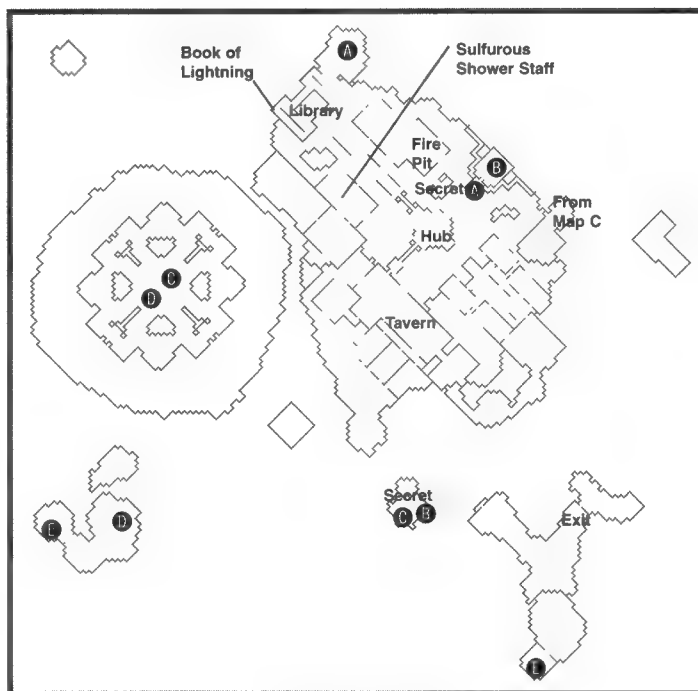 Book of
Lightning
A
Sulfurous
Shower Staff
Library
Fire
Pit
B
Secret
A
From
Map C
Hub
C
D
Tavern
Secret
C
B
E
D
Exit
E